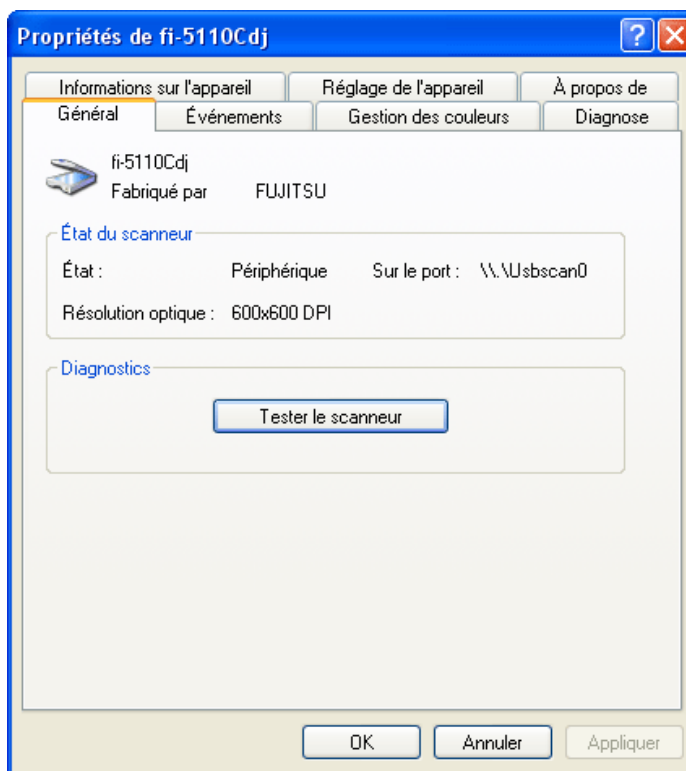 Propriétés de fi-5110Cdj
Informations sur l'appareil Réglage de l'appareil À propos de
Général Événements Gestion des couleurs Diagnose
fi-5110Cdj
Fabriqué par FUJITSU
État du scanneur
État : Périphérique Sur le port : \\.\Usbscan0
Résolution optique : 600x600 DPI
Diagnostics
Tester le scanneur
OK Annuler Appliquer